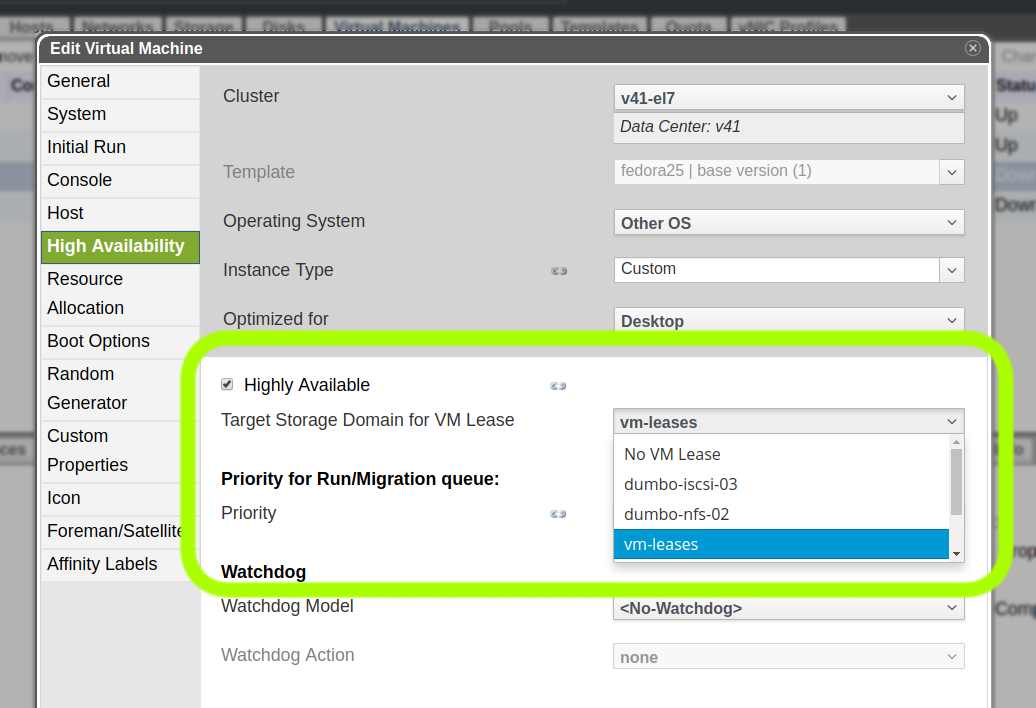 Hosts Networks Storage Disks Virtual Machines Pools Templates Quota vNIC Profiles
Edit Virtual Machine
General
System
Initial Run
Console
Host
High Availability
Resource
Allocation
Boot Options
Random
Generator
Custom
Properties
Icon
Foreman/Satellite
Affinity Labels
Cluster
v41-el7
Data Center: v41
Template
fedora25 | base version (1)
Operating System
Other OS
Instance Type
Custom
Optimized for
Desktop
Highly Available
Target Storage Domain for VM Lease
vm-leases
No VM Lease
dumbo-iscsi-03
dumbo-nfs-02
vm-leases
Priority for Run/Migration queue:
Priority
Watchdog
Watchdog Model
<No-Watchdog>
Watchdog Action
none
Up
Up
Down
Down